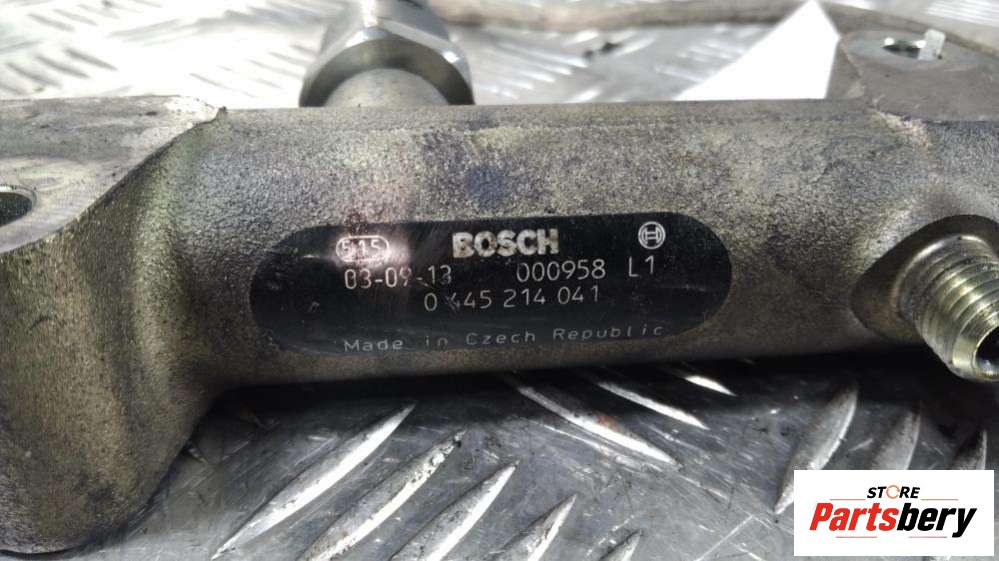 515 BOSCH
03-09-13 000958 L1
0 445 214 041
Made in Czech Republic
STORE
Partsbery